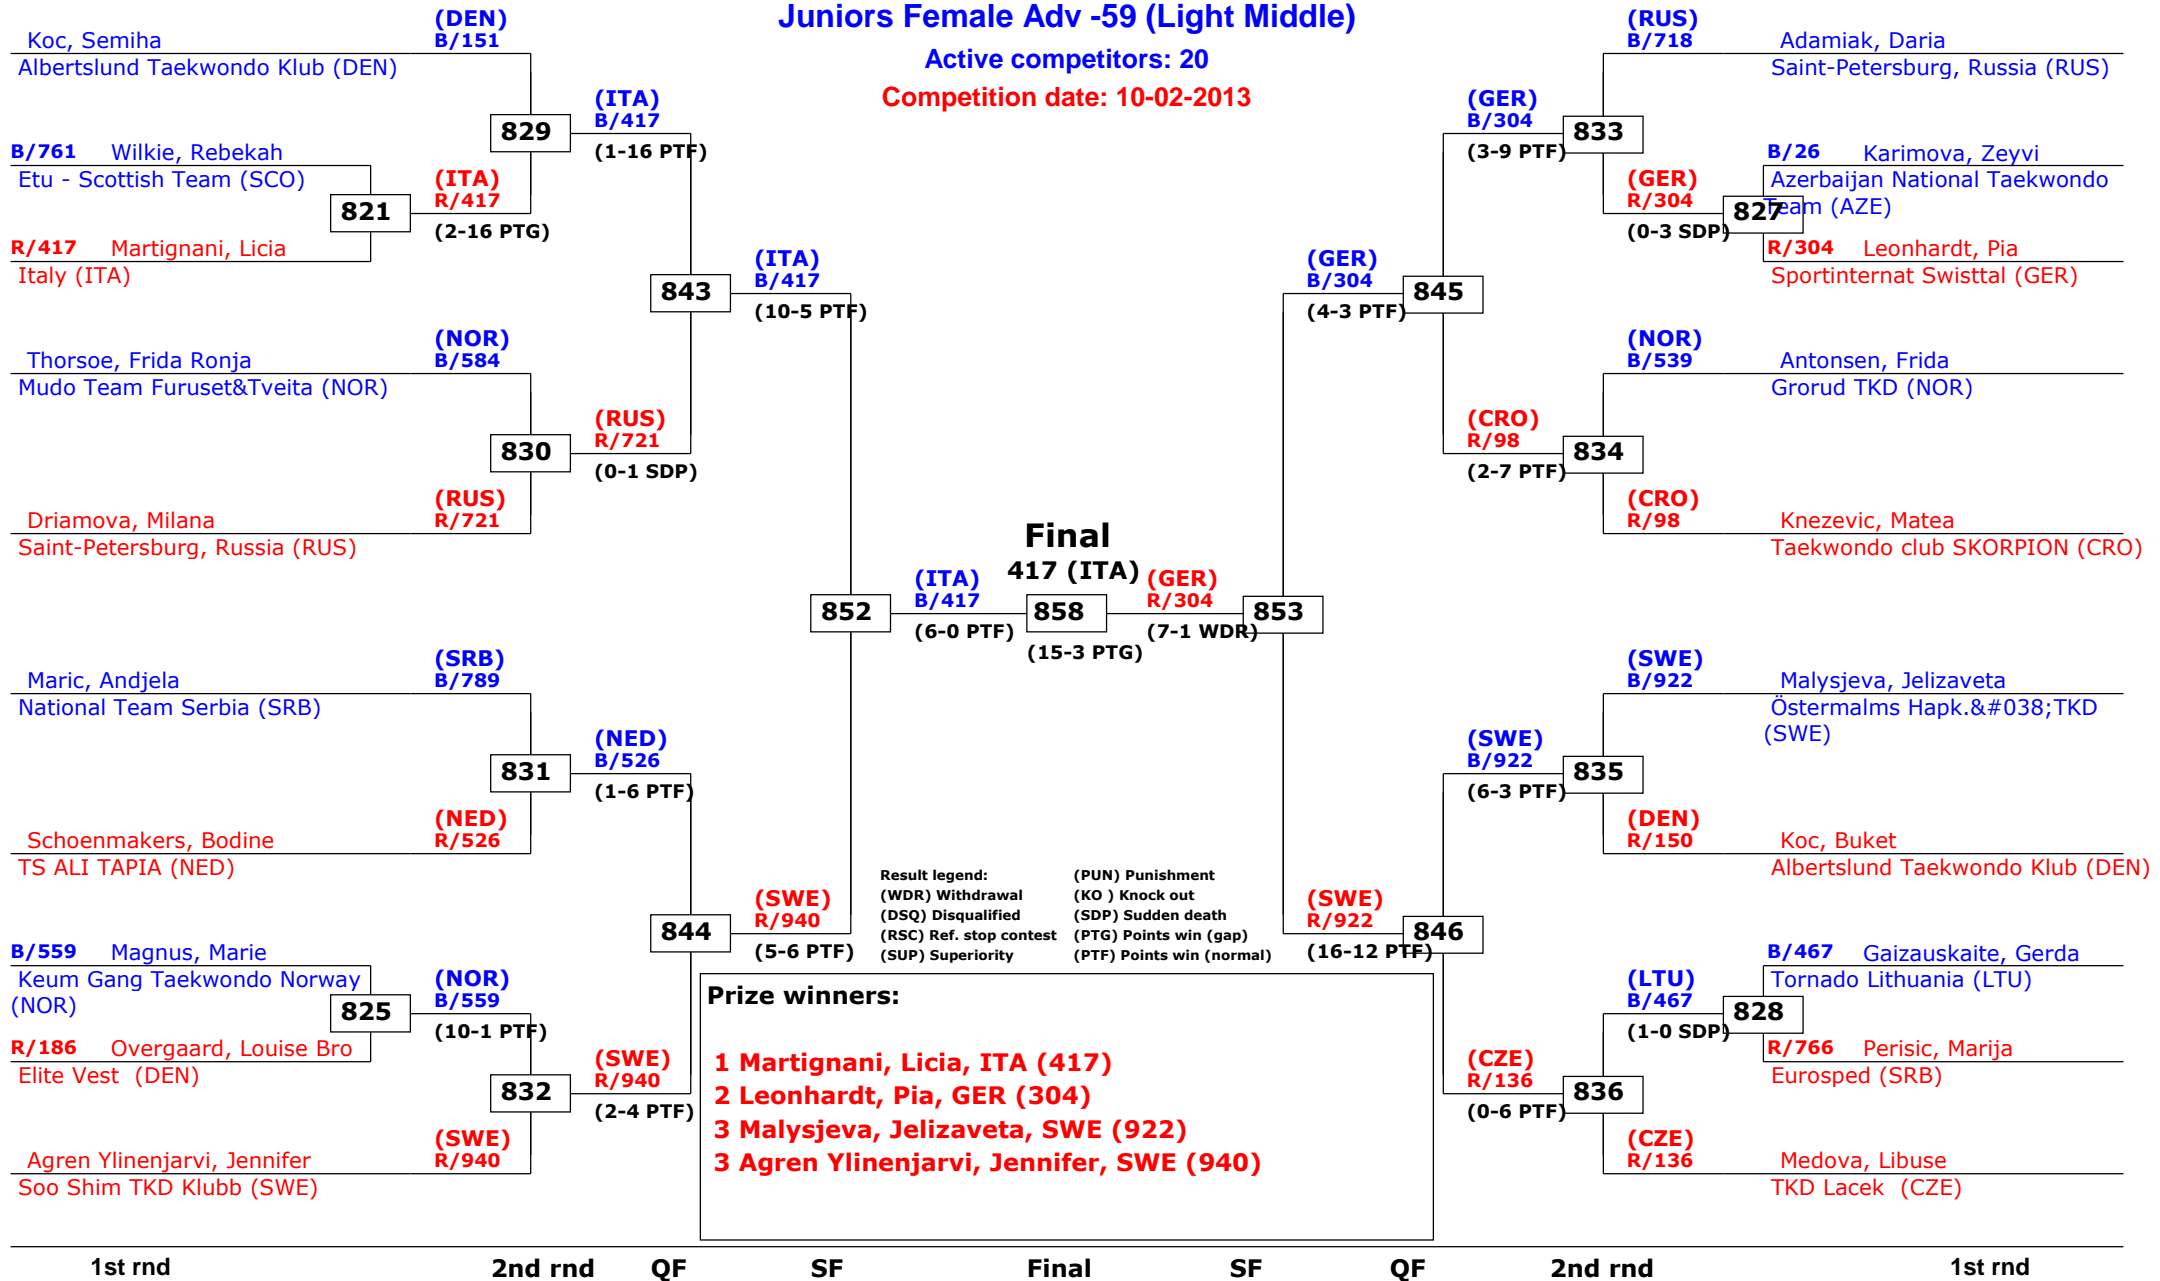 Juniors Female Adv -59 (Light Middle)
Active competitors: 20
Competition date: 10-02-2013
Koc, Semiha
Albertslund Taekwondo Klub (DEN)
(DEN)
B/151
B/761 Wilkie, Rebekah
Etu - Scottish Team (SCO)
821
R/417 Martignani, Licia
Italy (ITA)
(ITA)
R/417
(2-16 PTG)
829
(ITA)
B/417
(1-16 PTF)
Thorsoe, Frida Ronja
Mudo Team Furuset&Tveita (NOR)
(NOR)
B/584
830
Driamova, Milana
Saint-Petersburg, Russia (RUS)
(RUS)
R/721
(RUS)
R/721
(0-1 SDP)
843
(ITA)
B/417
(10-5 PTF)
Maric, Andjela
National Team Serbia (SRB)
(SRB)
B/789
831
Schoenmakers, Bodine
TS ALI TAPIA (NED)
(NED)
R/526
(NED)
B/526
(1-6 PTF)
B/559 Magnus, Marie
Keum Gang Taekwondo Norway
(NOR)
825
R/186 Overgaard, Louise Bro
Elite Vest (DEN)
(NOR)
B/559
(10-1 PTF)
832
Agren Ylinenjarvi, Jennifer
Soo Shim TKD Klubb (SWE)
(SWE)
R/940
(SWE)
R/940
(2-4 PTF)
844
(SWE)
R/940
(5-6 PTF)
852
(ITA)
B/417
(6-0 PTF)
Final
417 (ITA)
858
(15-3 PTG)
(GER)
R/304
(7-1 WDR)
853
(GER)
B/304
(4-3 PTF)
845
(GER)
B/304
(3-9 PTF)
833
(RUS)
B/718
Adamiak, Daria
Saint-Petersburg, Russia (RUS)
(GER)
R/304
(0-3 SDP)
827
B/26 Karimova, Zeyvi
Azerbaijan National Taekwondo
Team (AZE)
R/304 Leonhardt, Pia
Sportinternat Swisttal (GER)
(NOR)
B/539
Antonsen, Frida
Grorud TKD (NOR)
(CRO)
R/98
(2-7 PTF)
834
(CRO)
R/98
Knezevic, Matea
Taekwondo club SKORPION (CRO)
(SWE)
B/922
Malysjeva, Jelizaveta
Östermalms Hapk.&#038;TKD
(SWE)
(SWE)
B/922
(6-3 PTF)
835
(DEN)
R/150
Koc, Buket
Albertslund Taekwondo Klub (DEN)
(SWE)
R/922
(16-12 PTF)
846
(LTU)
B/467
(1-0 SDP)
828
B/467 Gaizauskaite, Gerda
Tornado Lithuania (LTU)
R/766 Perisic, Marija
Eurosped (SRB)
(CZE)
R/136
(0-6 PTF)
836
(CZE)
R/136
Medova, Libuse
TKD Lacek (CZE)
Result legend: (PUN) Punishment
(WDR) Withdrawal (KO ) Knock out
(DSQ) Disqualified (SDP) Sudden death
(RSC) Ref. stop contest (PTG) Points win (gap)
(SUP) Superiority (PTF) Points win (normal)
Prize winners:
1 Martignani, Licia, ITA (417)
2 Leonhardt, Pia, GER (304)
3 Malysjeva, Jelizaveta, SWE (922)
3 Agren Ylinenjarvi, Jennifer, SWE (940)
1st rnd 2nd rnd QF SF Final SF QF 2nd rnd 1st rnd